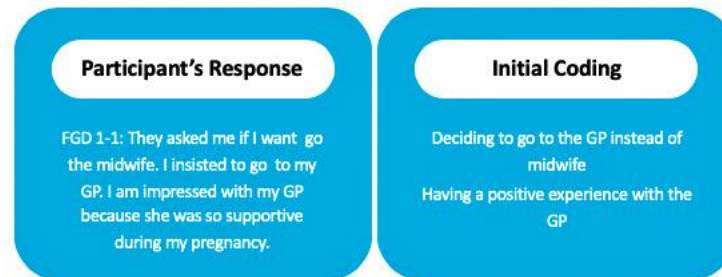 Participant's Response
FGD 1-1: They asked me if I want go
the midwife. I insisted to go to my
GP. I am impressed with my GP
because she was so supportive
during my pregnancy.
Initial Coding
Deciding to go to the GP instead of
midwife
Having a positive experience with the
GP